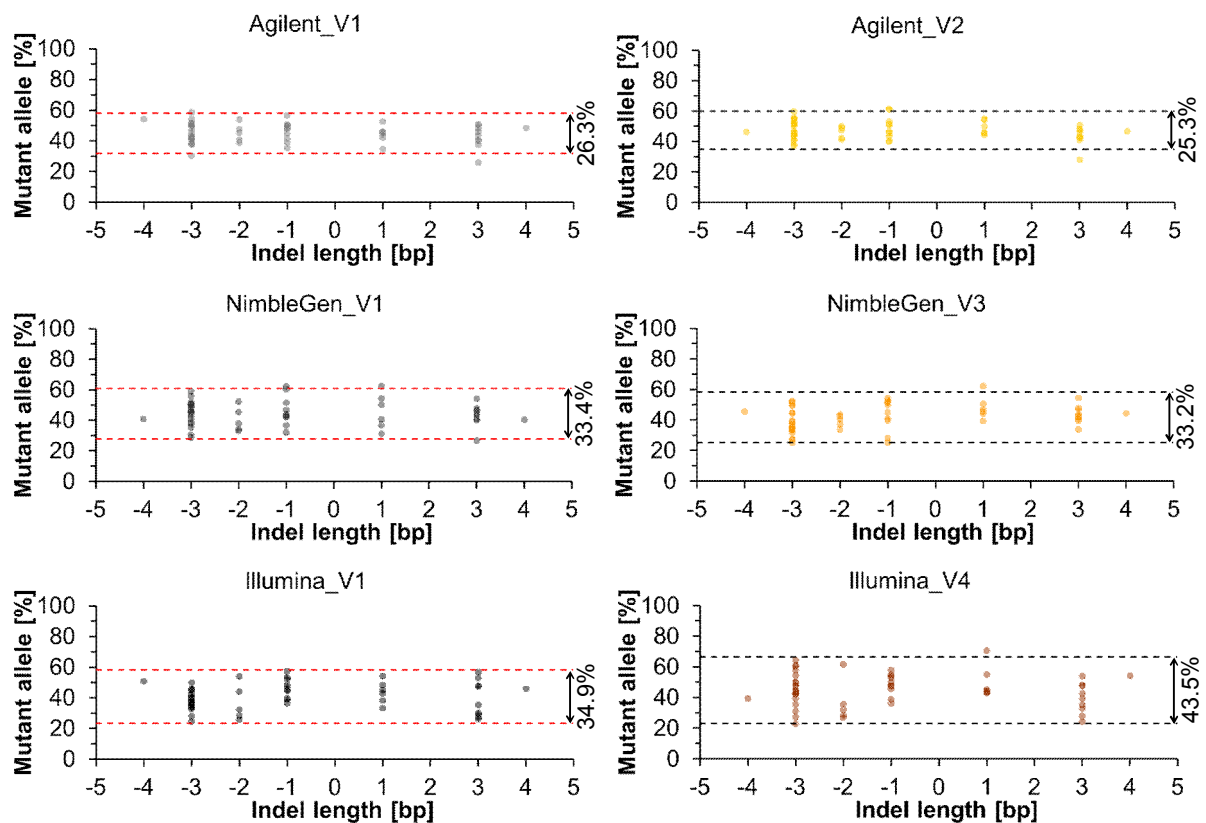 Agilent_V1
Mutant allele [%]
100
80
60
40
20
0
26.3%
-5 -4 -3 -2 -1 0 1 2 3 4 5
Indel length [bp]
Agilent_V2
Mutant allele [%]
100
80
60
40
20
0
25.3%
-5 -4 -3 -2 -1 0 1 2 3 4 5
Indel length [bp]
NimbleGen_V1
Mutant allele [%]
100
80
60
40
20
0
33.4%
-5 -4 -3 -2 -1 0 1 2 3 4 5
Indel length [bp]
NimbleGen_V3
Mutant allele [%]
100
80
60
40
20
0
33.2%
-5 -4 -3 -2 -1 0 1 2 3 4 5
Indel length [bp]
Illumina_V1
Mutant allele [%]
100
80
60
40
20
0
34.9%
-5 -4 -3 -2 -1 0 1 2 3 4 5
Indel length [bp]
Illumina_V4
Mutant allele [%]
100
80
60
40
20
0
43.5%
-5 -4 -3 -2 -1 0 1 2 3 4 5
Indel length [bp]